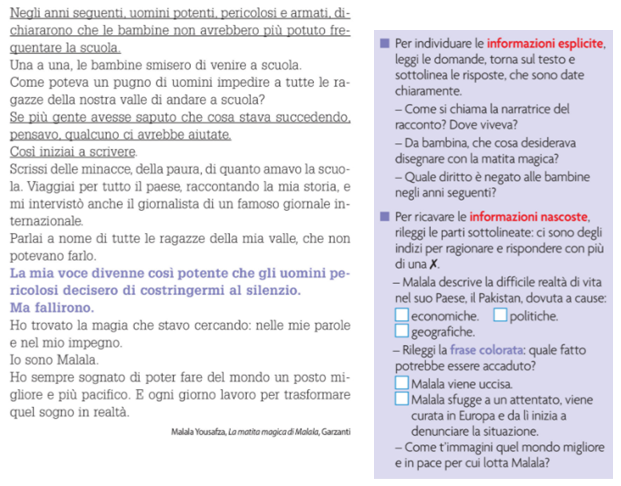 Negli anni seguenti, uomini potenti, pericolosi e armati, di-
chiararono che le bambine non avrebbero più potuto fre-
quentare la scuola.
Una a una, le bambine smisero di venire a scuola.
Come poteva un pugno di uomini impedire a tutte le ra-
gazze della nostra valle di andare a scuola?
Se più gente avesse saputo che cosa stava succedendo,
pensavo, qualcuno ci avrebbe aiutate.
Così iniziai a scrivere.
Scrissi delle minacce, della paura, di quanto amavo la scuo-
la. Viaggiai per tutto il paese, raccontando la mia storia, e
mi intervistò anche il giornalista di un famoso giornale in-
ternazionale.
Parlai a nome di tutte le ragazze della mia valle, che non
potevano farlo.
La mia voce divenne così potente che gli uomini pe-
ricolosi decisero di costringermi al silenzio.
Ma fallirono.
Ho trovato la magia che stavo cercando: nelle mie parole
e nel mio impegno.
Io sono Malala.
Ho sempre sognato di poter fare del mondo un posto mi-
gliore e più pacifico. E ogni giorno lavoro per trasformare
quel sogno in realtà.
Malala Yousafza, La matita magica di Malala, Garzanti
Per individuare le informazioni esplicite,
leggi le domande, torna sul testo e
sottolinea le risposte, che sono date
chiaramente.
– Come si chiama la narratrice del
racconto? Dove viveva?
– Da bambina, che cosa desiderava
disegnare con la matita magica?
– Quale diritto è negato alle bambine
negli anni seguenti?
Per ricavare le informazioni nascoste,
rileggi le parti sottolineate: ci sono degli
indizi per ragionare e rispondere con più
di una ✗.
– Malala descrive la difficile realtà di vita
nel suo Paese, il Pakistan, dovuta a cause:
economiche. politiche.
geografiche.
– Rileggi la frase colorata: quale fatto
potrebbe essere accaduto?
Malala viene uccisa.
Malala sfugge a un attentato, viene
curata in Europa e da lì inizia a
denunciare la situazione.
– Come t'immagini quel mondo migliore
e in pace per cui lotta Malala?